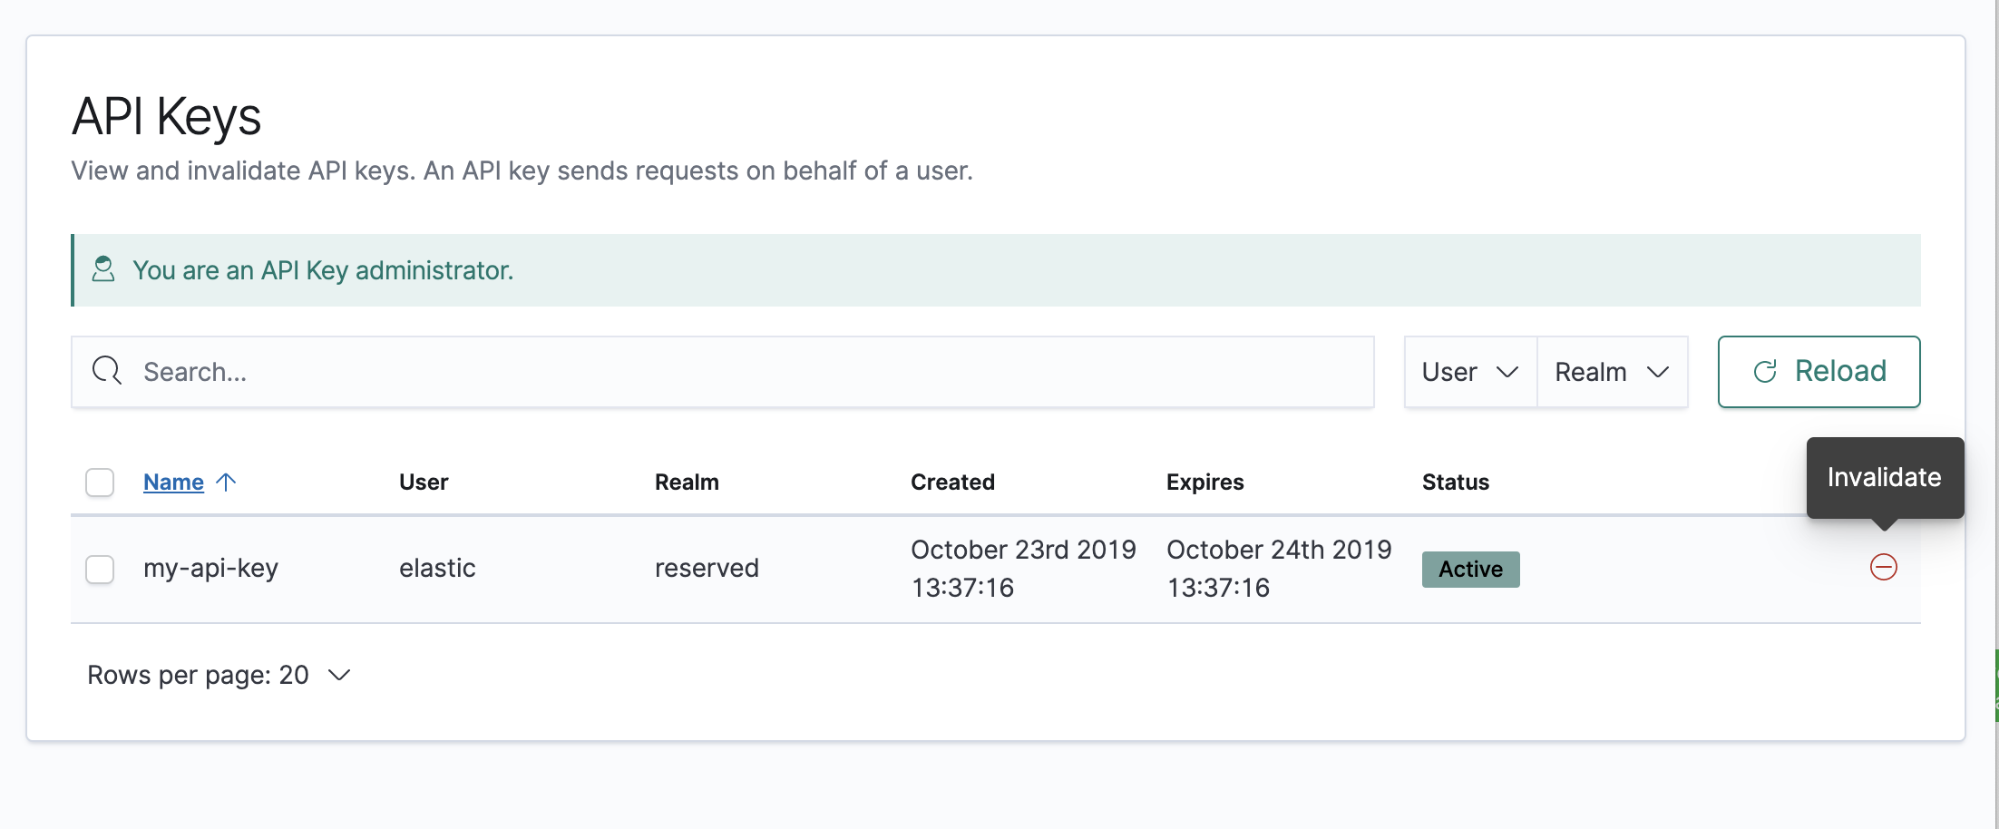 API Keys
View and invalidate API keys. An API key sends requests on behalf of a user.
You are an API Key administrator.
Search...
User
Realm
Reload
Invalidate
Name User Realm Created Expires Status
my-api-key elastic reserved October 23rd 2019 13:37:16 October 24th 2019 13:37:16 Active
Rows per page: 20